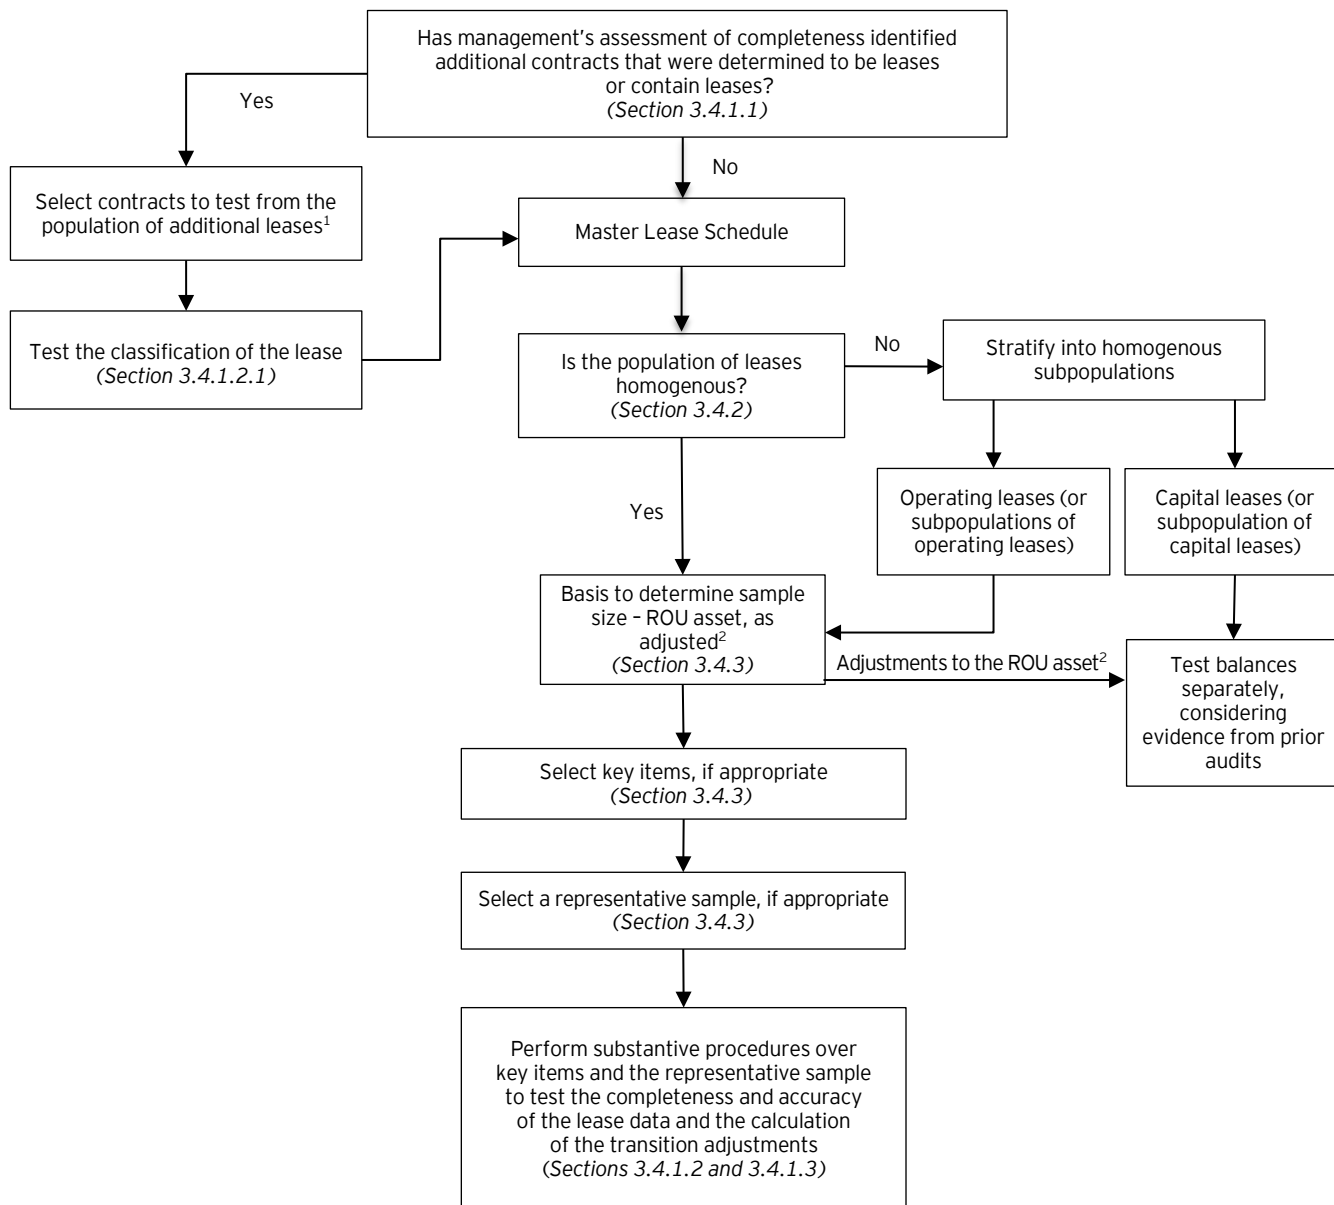 Has management's assessment of completeness identified
additional contracts that were determined to be leases
or contain leases?
(Section 3.4.1.1)
Yes
No
Select contracts to test from the
population of additional leases¹
Master Lease Schedule
Test the classification of the lease
(Section 3.4.1.2.1)
Is the population of leases
homogenous?
(Section 3.4.2)
No
Stratify into homogenous
subpopulations
Yes
Operating leases (or
subpopulations of
operating leases)
Capital leases (or
subpopulation of
capital leases)
Basis to determine sample
size – ROU asset, as
adjusted²
(Section 3.4.3)
Adjustments to the ROU asset²
Test balances
separately,
considering
evidence from prior
audits
Select key items, if appropriate
(Section 3.4.3)
Select a representative sample, if appropriate
(Section 3.4.3)
Perform substantive procedures over
key items and the representative sample
to test the completeness and accuracy
of the lease data and the calculation
of the transition adjustments
(Sections 3.4.1.2 and 3.4.1.3)